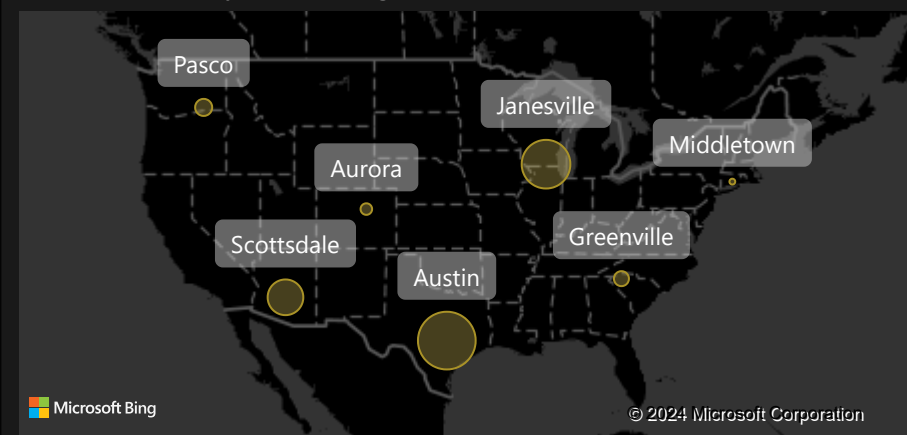 Pasco
Janesville
Middletown
Aurora
Greenville
Scottsdale
Austin
Microsoft Bing
© 2024 Microsoft Corporation